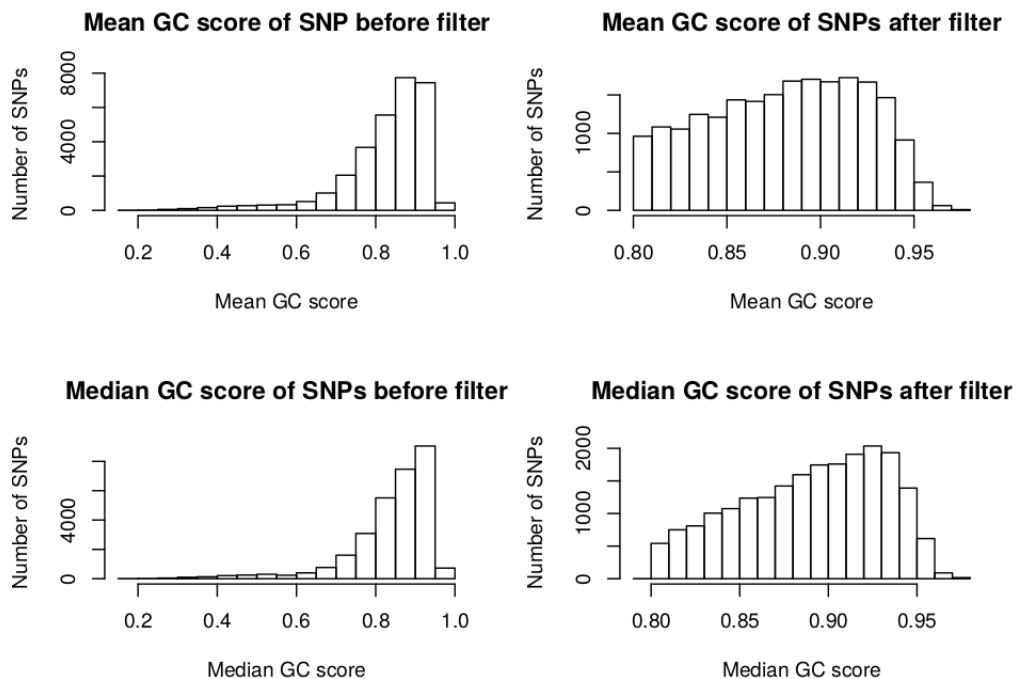 Mean GC score of SNP before filter
Number of SNPs
8000
4000
0
0.2 0.4 0.6 0.8 1.0
Mean GC score
Mean GC score of SNPs after filter
Number of SNPs
1000
0
0.80 0.85 0.90 0.95
Mean GC score
Median GC score of SNPs before filter
Number of SNPs
4000
0
0.2 0.4 0.6 0.8 1.0
Median GC score
Median GC score of SNPs after filter
Number of SNPs
2000
1000
0
0.80 0.85 0.90 0.95
Median GC score